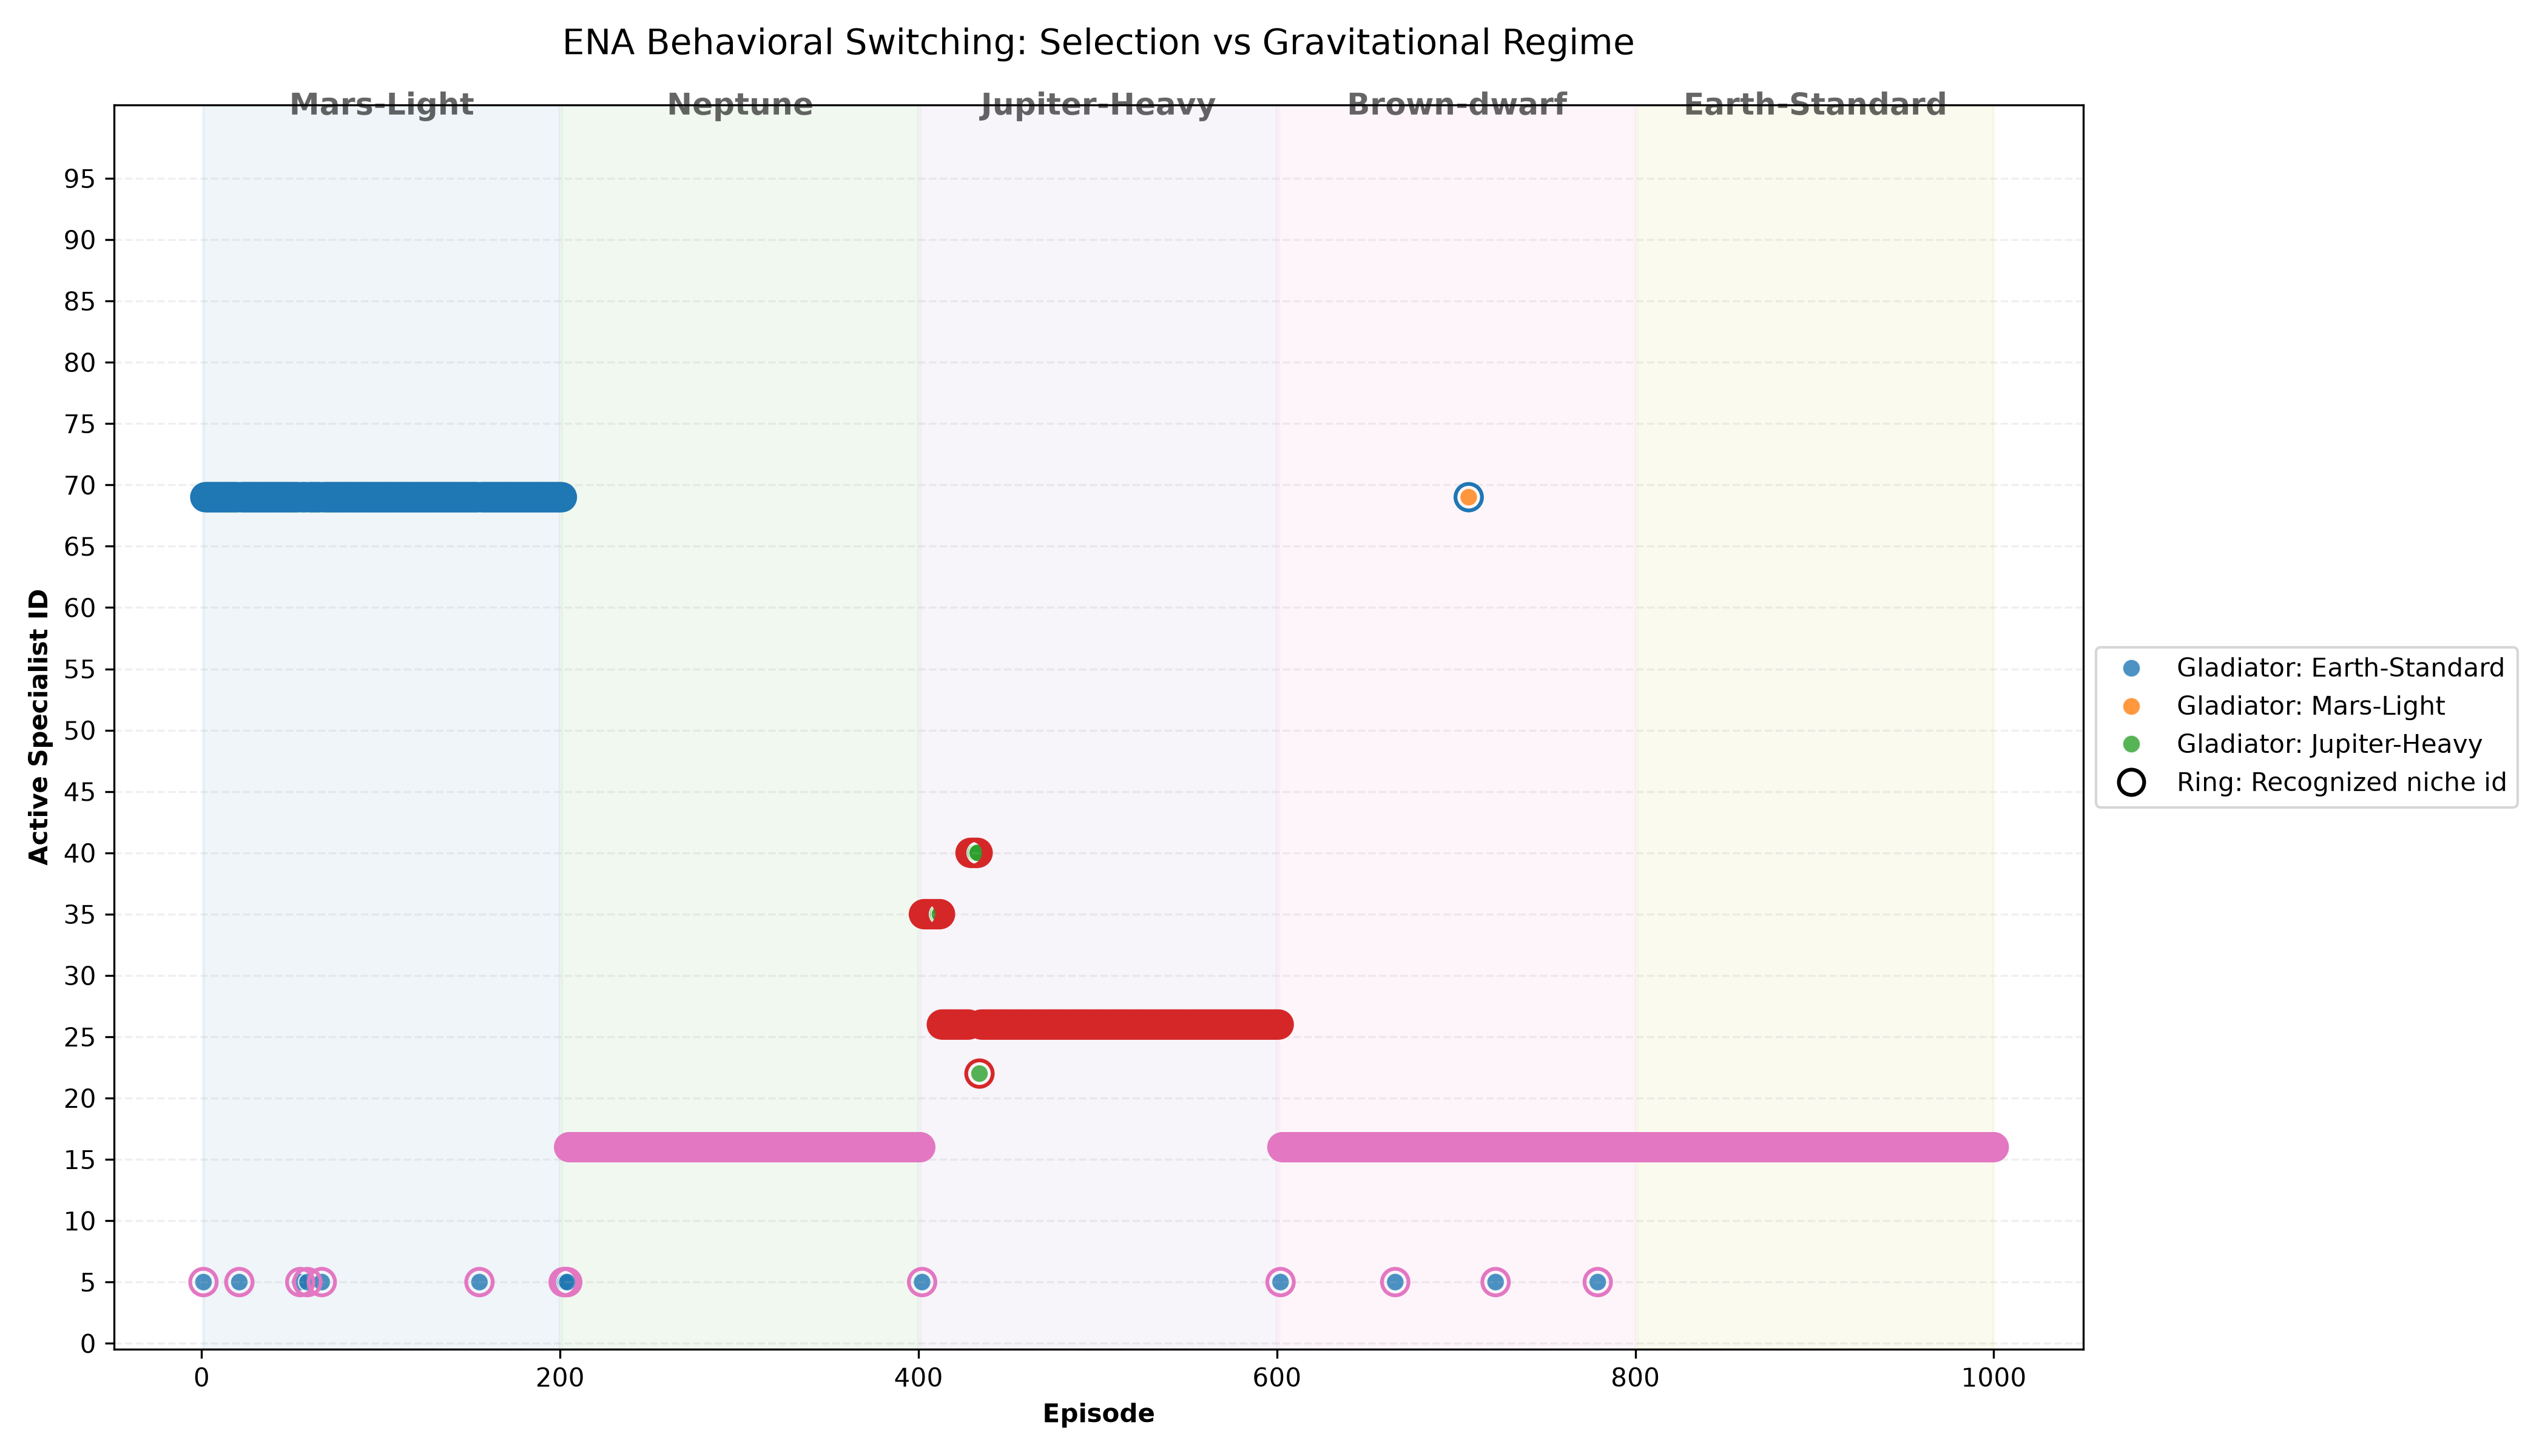 ENA Behavioral Switching: Selection vs Gravitational Regime
Mars-Light Neptune Jupiter-Heavy Brown-dwarf Earth-Standard
95
90
85
80
75
70
65
60
55
50
45
40
35
30
25
20
15
10
5
0
Active Specialist ID
0 200 400 600 800 1000
Episode
Gladiator: Earth-Standard
Gladiator: Mars-Light
Gladiator: Jupiter-Heavy
Ring: Recognized niche id